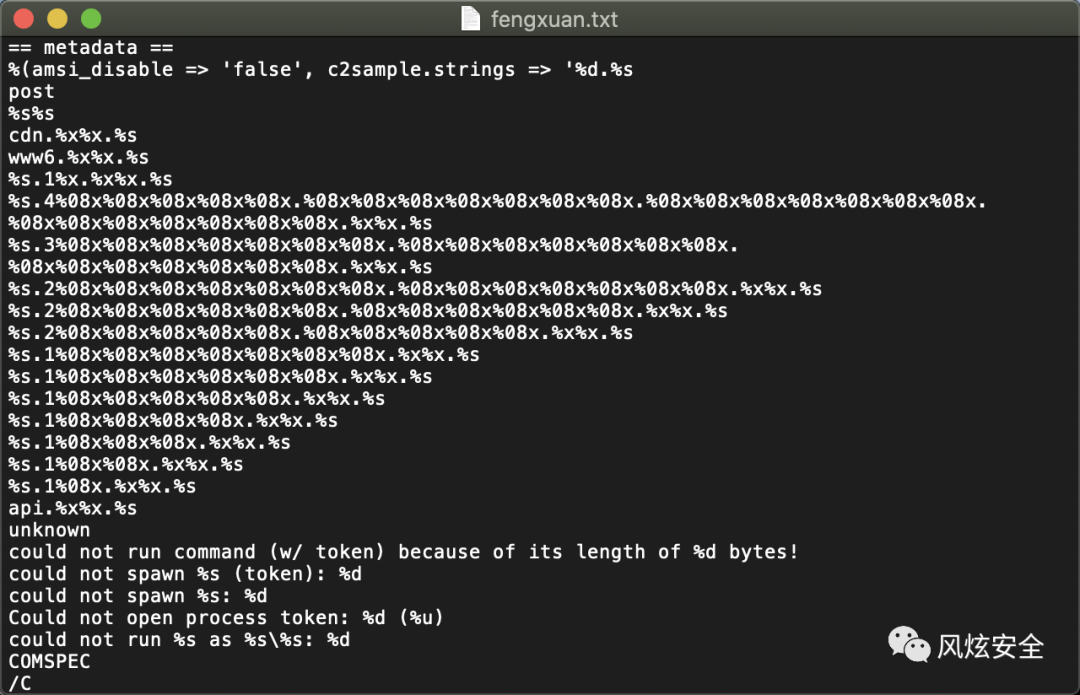 fengxuan.txt
== metadata ==
%(amsi_disable => 'false', c2sample.strings => '%d.%s
post
%s%s
cdn.%x%x.%s
www6.%x%x.%s
%s.1%x.%x%x.%s
%s.4%08x%08x%08x%08x%08x.%08x%08x%08x%08x%08x%08x%08x.%08x%08x%08x%08x%08x%08x%08x.
%08x%08x%08x%08x%08x%08x%08x.%x%x.%s
%s.3%08x%08x%08x%08x%08x%08x%08x.%08x%08x%08x%08x%08x%08x%08x.
%08x%08x%08x%08x%08x%08x%08x.%x%x.%s
%s.2%08x%08x%08x%08x%08x%08x%08x.%08x%08x%08x%08x%08x%08x%08x.%x%x.%s
%s.2%08x%08x%08x%08x%08x%08x.%08x%08x%08x%08x%08x%08x.%x%x.%s
%s.2%08x%08x%08x%08x%08x.%08x%08x%08x%08x%08x.%x%x.%s
%s.1%08x%08x%08x%08x%08x%08x%08x.%x%x.%s
%s.1%08x%08x%08x%08x%08x%08x.%x%x.%s
%s.1%08x%08x%08x%08x%08x.%x%x.%s
%s.1%08x%08x%08x%08x.%x%x.%s
%s.1%08x%08x%08x.%x%x.%s
%s.1%08x%08x.%x%x.%s
%s.1%08x.%x%x.%s
api.%x%x.%s
unknown
could not run command (w/ token) because of its length of %d bytes!
could not spawn %s (token): %d
could not spawn %s: %d
Could not open process token: %d (%u)
could not run %s as %s\%s: %d
COMSPEC
/C
风炫安全